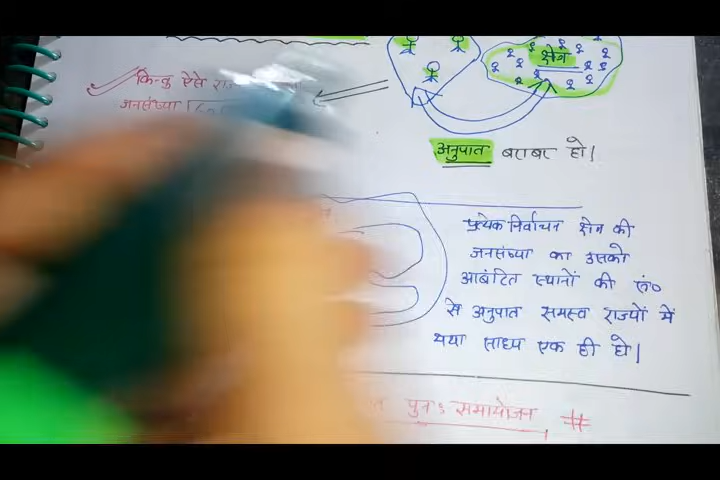 क्षेत्र
किन्तु ऐसे
जनसंख्या
अनुपात बराबर हो।
प्रत्येक निर्वाचन क्षेत्र की
जनसंख्या का उसको
आबंटित स्थानों की सं०
से अनुपात समस्त राज्यों में
यथा साध्य एक ही हो।
पुनः समायोजन #